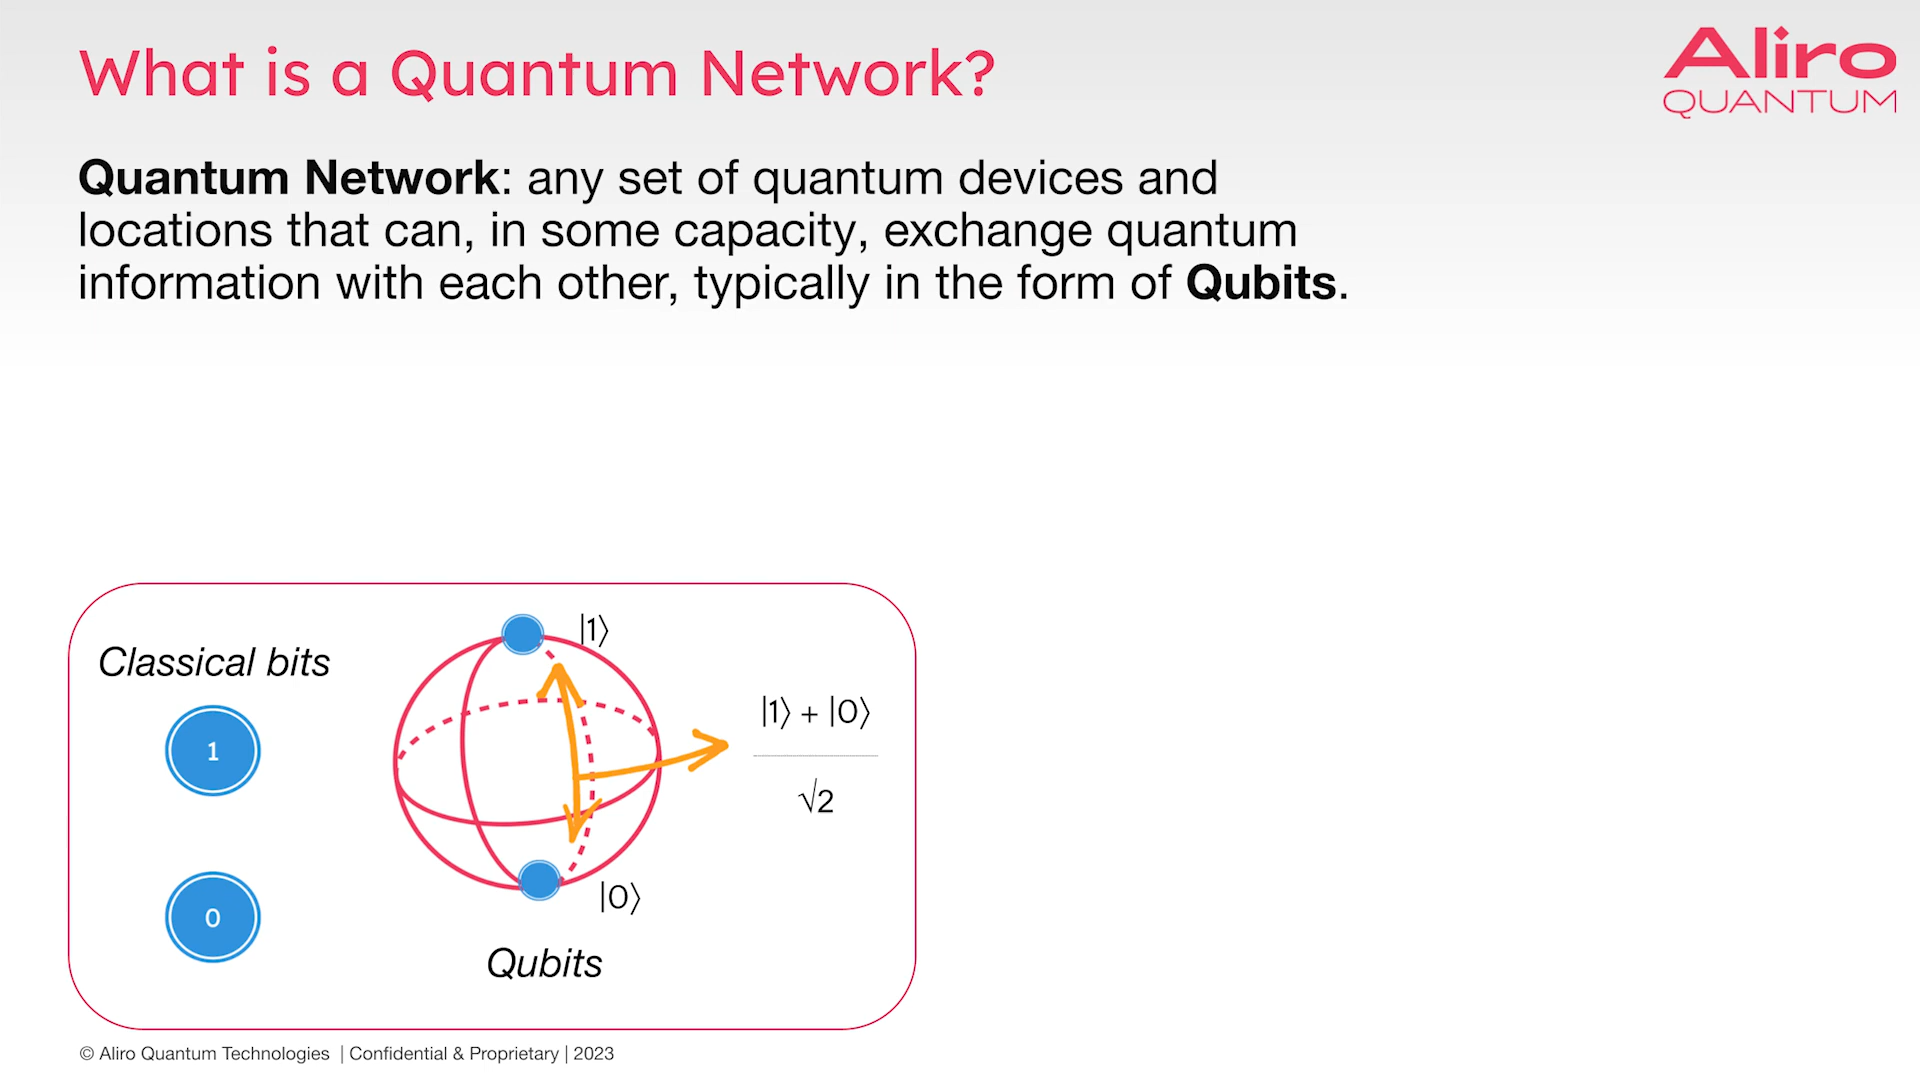 What is a Quantum Network?
Aliro
QUANTUM
Quantum Network: any set of quantum devices and
locations that can, in some capacity, exchange quantum
information with each other, typically in the form of Qubits.
Classical bits
1
0
|1⟩
|0⟩
|1⟩ + |0⟩
√2
Qubits
© Aliro Quantum Technologies | Confidential & Proprietary | 2023